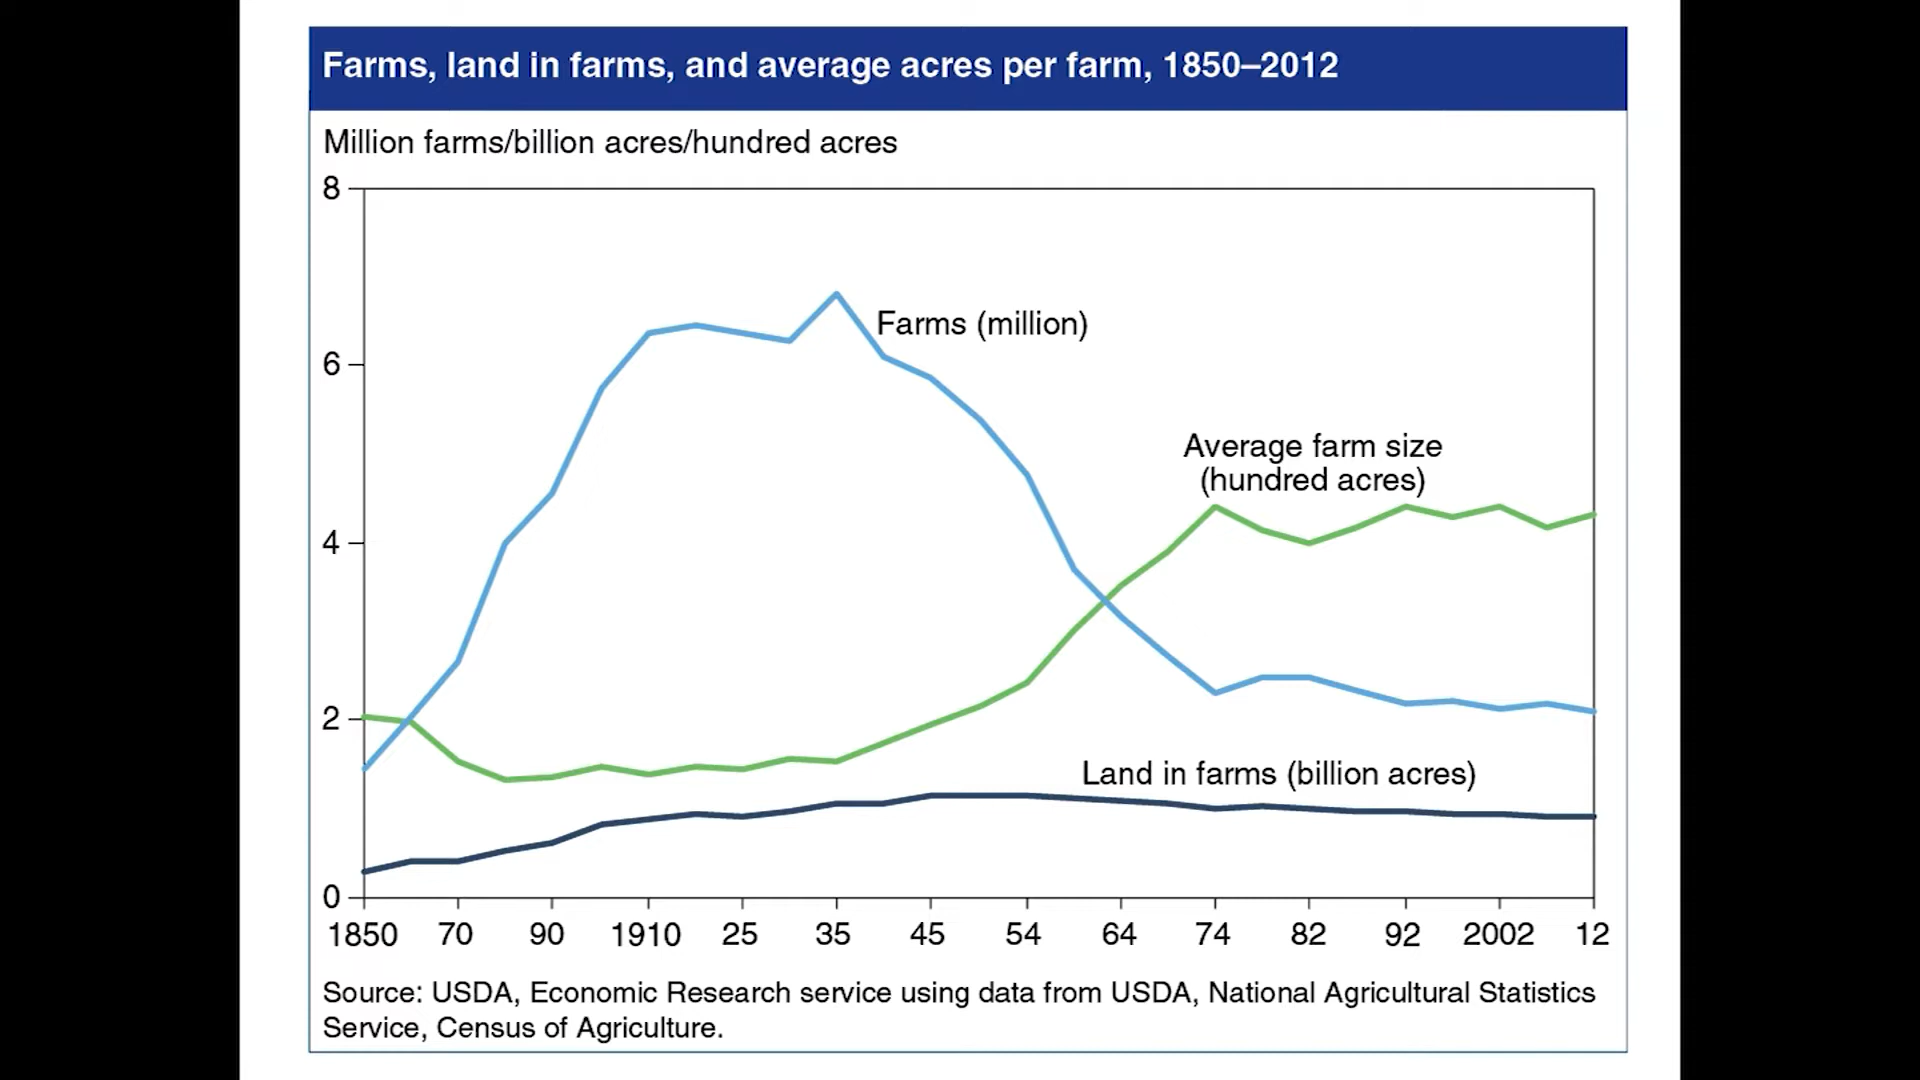 Farms, land in farms, and average acres per farm, 1850–2012
Million farms/billion acres/hundred acres
8
6
4
2
0
Farms (million)
Average farm size
(hundred acres)
Land in farms (billion acres)
1850 70 90 1910 25 35 45 54 64 74 82 92 2002 12
Source: USDA, Economic Research service using data from USDA, National Agricultural Statistics
Service, Census of Agriculture.